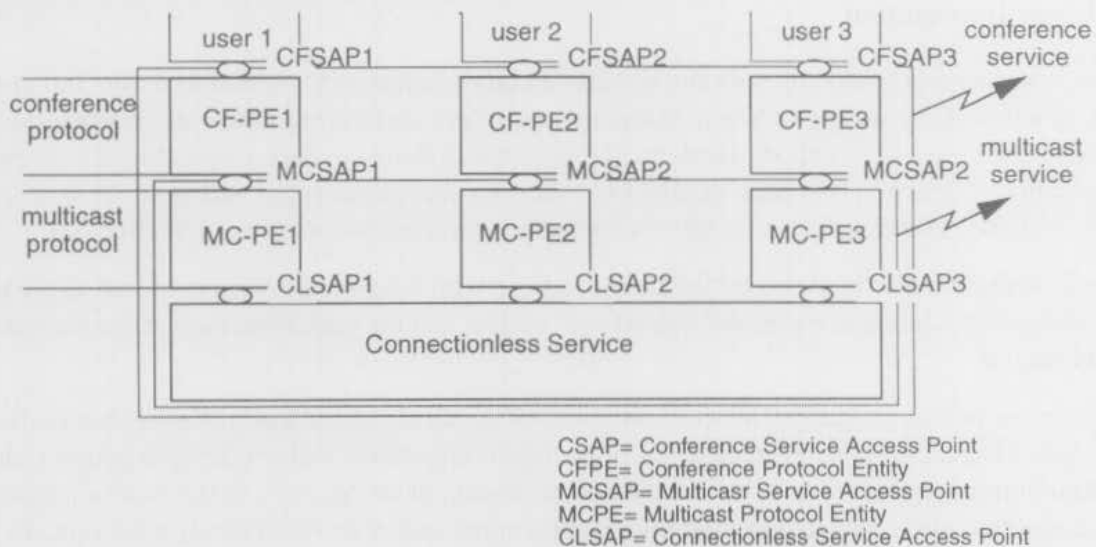 user 1
user 2
user 3
conference
service
CFSAP1
CFSAP2
CFSAP3
conference
protocol
CF-PE1
CF-PE2
CF-PE3
multicast
service
MCSAP1
MCSAP2
MCSAP2
multicast
protocol
MC-PE1
MC-PE2
MC-PE3
CLSAP1
CLSAP2
CLSAP3
Connectionless Service
CSAP= Conference Service Access Point
CFPE= Conference Protocol Entity
MCSAP= Multicasr Service Access Point
MCPE= Multicast Protocol Entity
CLSAP= Connectionless Service Access Point